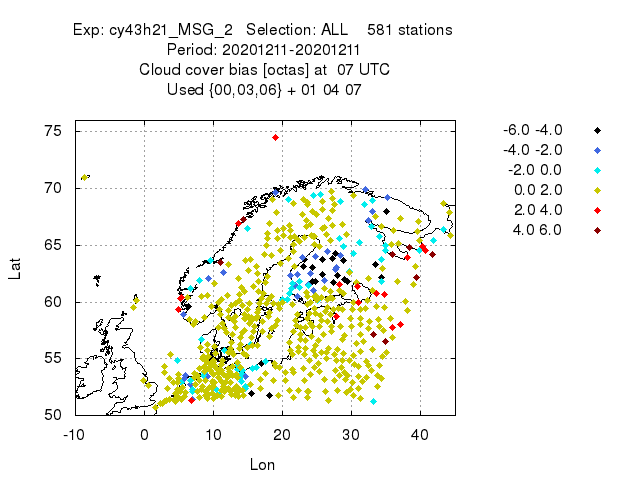 Exp: cy43h21_MSG_2 Selection: ALL 581 stations
Period: 20201211-20201211
Cloud cover bias [octas] at 07 UTC
Used {00,03,06} + 01 04 07
75
70
65
60
55
50
-10 0 10 20 30 40
Lat
Lon
-6.0 -4.0
-4.0 -2.0
-2.0 0.0
0.0 2.0
2.0 4.0
4.0 6.0